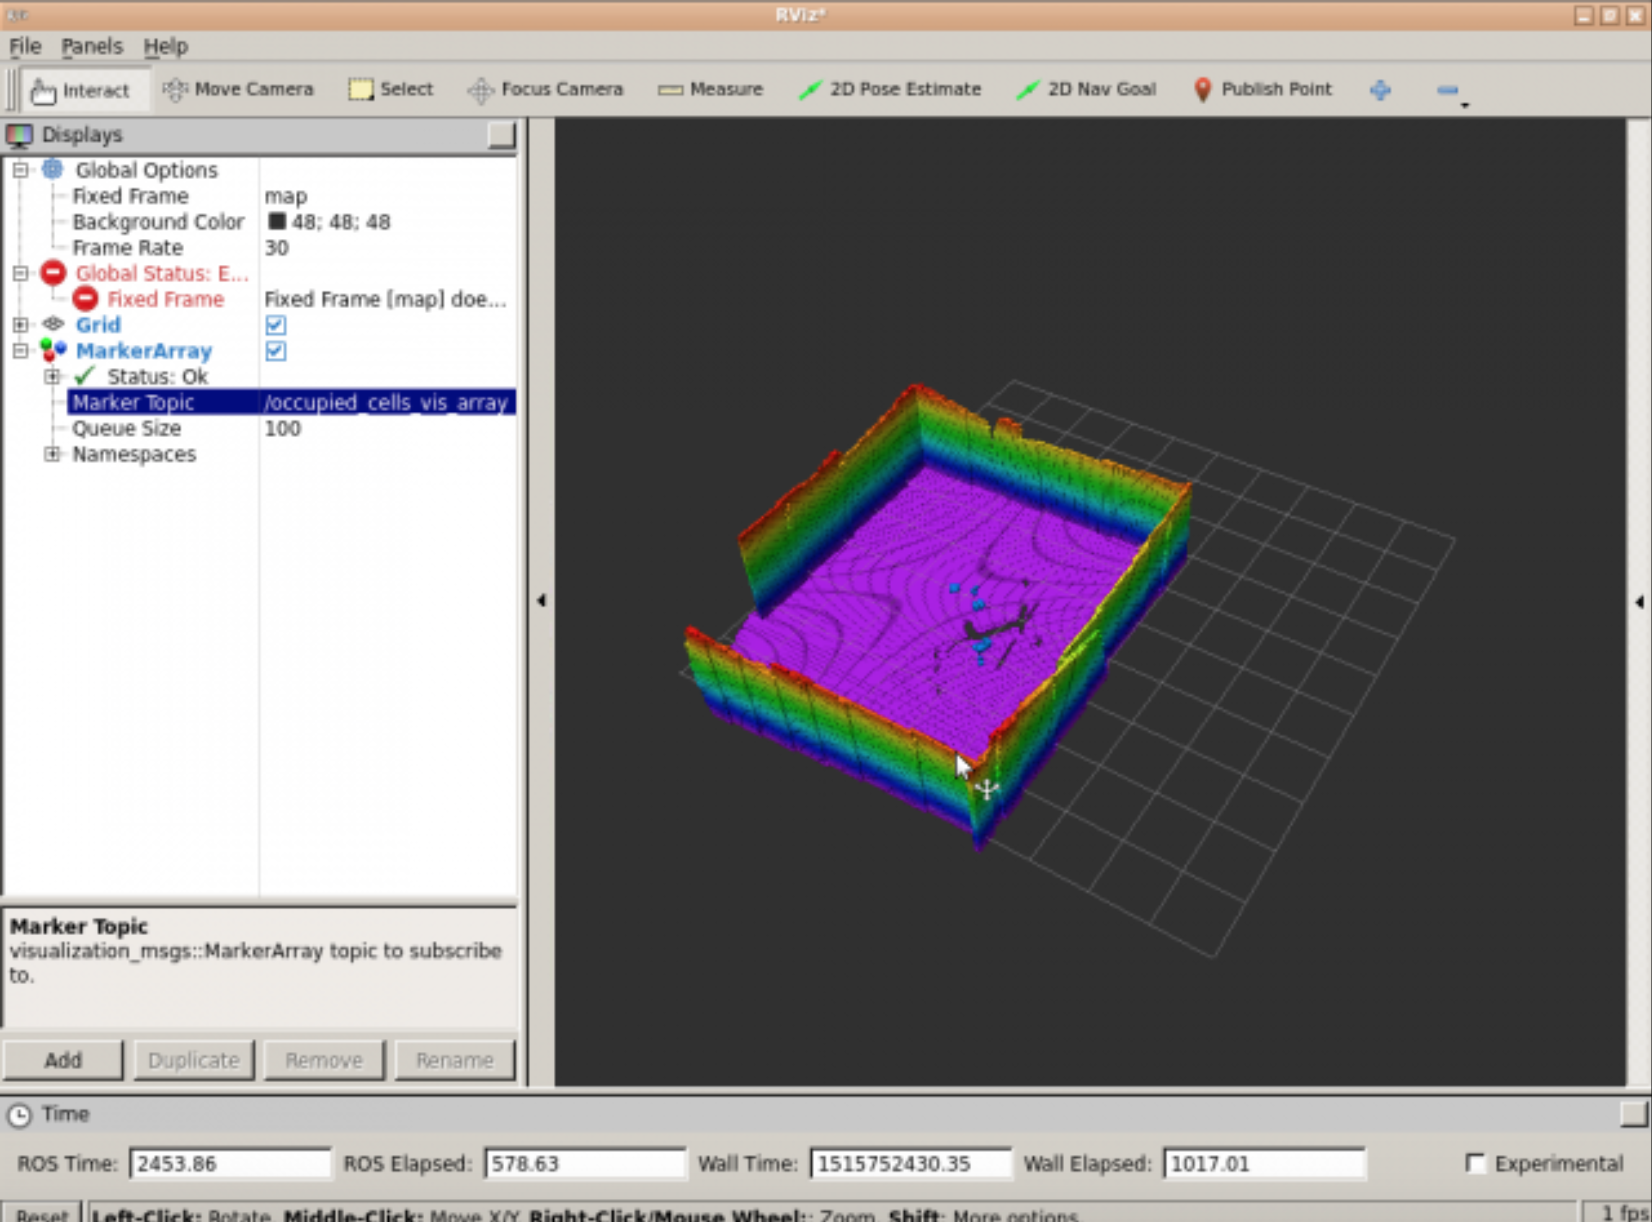 RViz*
File Panels Help
Interact Move Camera Select Focus Camera Measure 2D Pose Estimate 2D Nav Goal Publish Point
Displays
Global Options
Fixed Frame map
Background Color 48; 48; 48
Frame Rate 30
Global Status: E...
Fixed Frame Fixed Frame [map] doe...
Grid
MarkerArray
Status: Ok
Marker Topic /occupied_cells_vis_array
Queue Size 100
Namespaces
Marker Topic
visualization_msgs::MarkerArray topic to subscribe
to.
Add Duplicate Remove Rename
Time
ROS Time: 2453.86 ROS Elapsed: 578.63 Wall Time: 1515752430.35 Wall Elapsed: 1017.01 Experimental
Reset Left-Click: Rotate. Middle-Click: Move X/Y. Right-Click/Mouse Wheel:: Zoom. Shift: More options. 1 fps